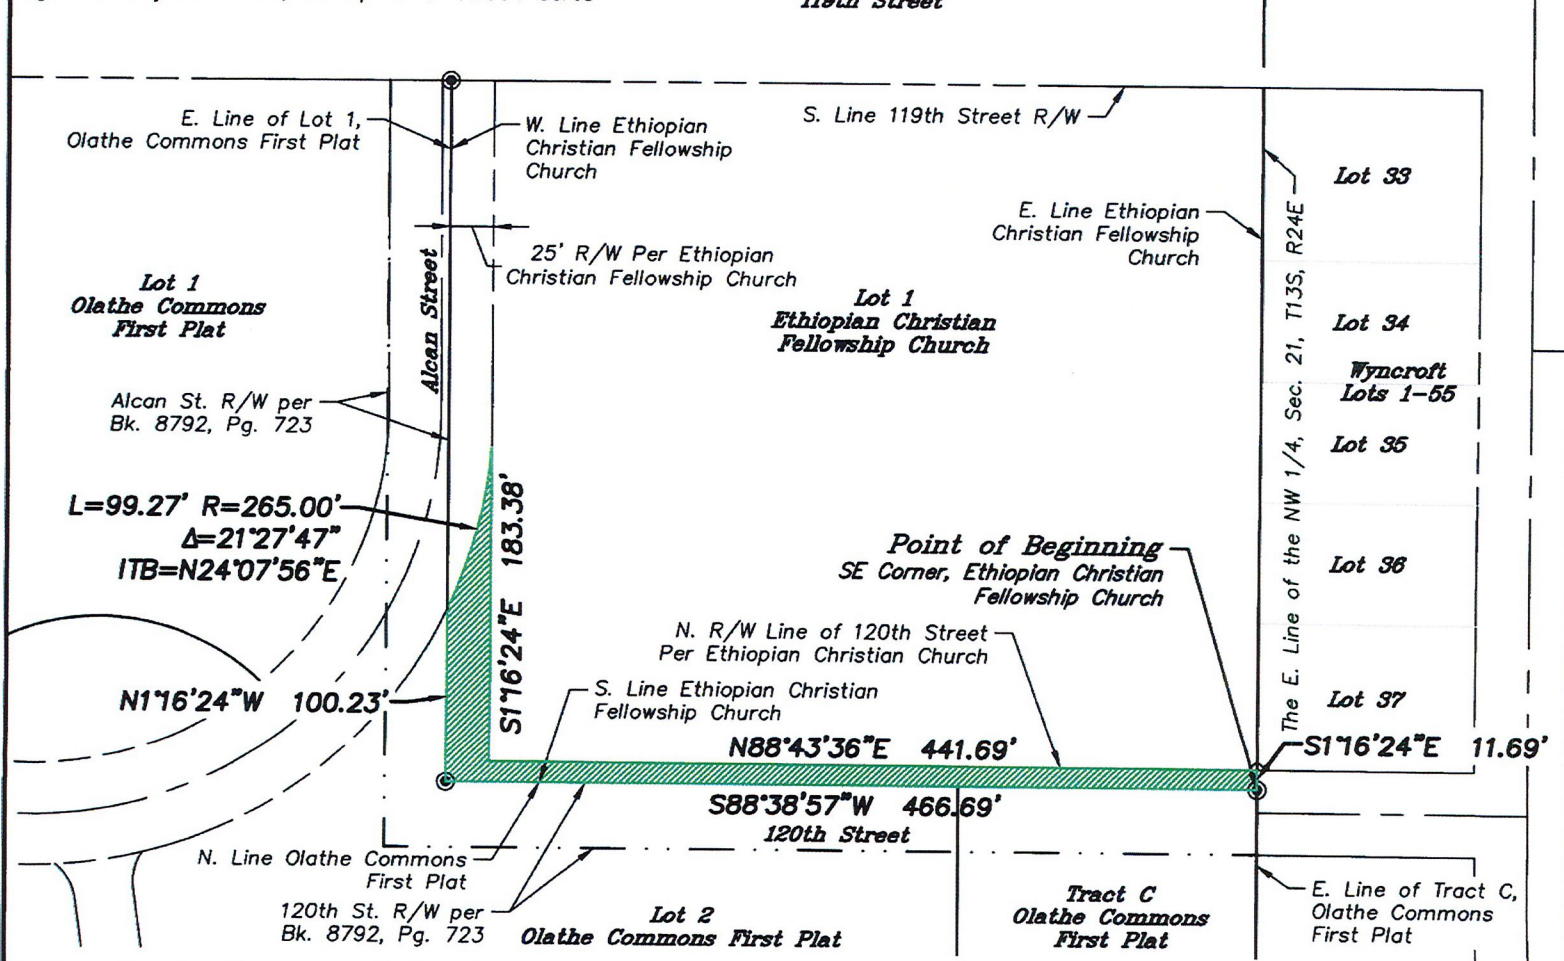 119th Street
E. Line of Lot 1,
Olathe Commons First Plat
W. Line Ethiopian
Christian Fellowship
Church
S. Line 119th Street R/W
Lot 33
E. Line Ethiopian
Christian Fellowship
Church
25' R/W Per Ethiopian
Christian Fellowship Church
Alcan Street
Lot 1
Olathe Commons
First Plat
Lot 1
Ethiopian Christian
Fellowship Church
The E. Line of the NW 1/4, Sec. 21, T13S, R24E
Lot 34
Wyncroft
Lots 1-55
Alcan St. R/W per
Bk. 8792, Pg. 723
Lot 35
L=99.27' R=265.00'
Δ=21°27'47"
ITB=N24°07'56"E
S1°16'24"E 183.38'
Point of Beginning
SE Corner, Ethiopian Christian
Fellowship Church
Lot 36
N. R/W Line of 120th Street
Per Ethiopian Christian Church
N1°16'24"W 100.23'
S. Line Ethiopian Christian
Fellowship Church
Lot 37
N88°43'36"E 441.69'
S1°16'24"E 11.69'
S88°38'57"W 466.69'
120th Street
N. Line Olathe Commons
First Plat
120th St. R/W per
Bk. 8792, Pg. 723
Lot 2
Olathe Commons First Plat
Tract C
Olathe Commons
First Plat
E. Line of Tract C,
Olathe Commons
First Plat